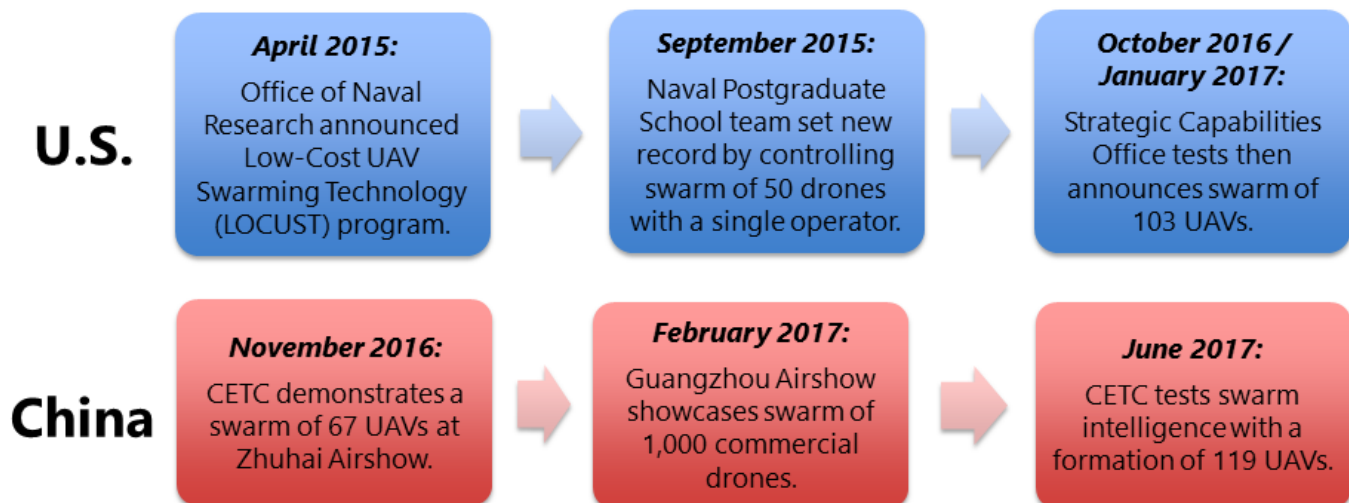 U.S.
April 2015:
Office of Naval
Research announced
Low-Cost UAV
Swarming Technology
(LOCUST) program.
September 2015:
Naval Postgraduate
School team set new
record by controlling
swarm of 50 drones
with a single operator.
October 2016 /
January 2017:
Strategic Capabilities
Office tests then
announces swarm of
103 UAVs.
China
November 2016:
CETC demonstrates a
swarm of 67 UAVs at
Zhuhai Airshow.
February 2017:
Guangzhou Airshow
showcases swarm of
1,000 commercial
drones.
June 2017:
CETC tests swarm
intelligence with a
formation of 119 UAVs.